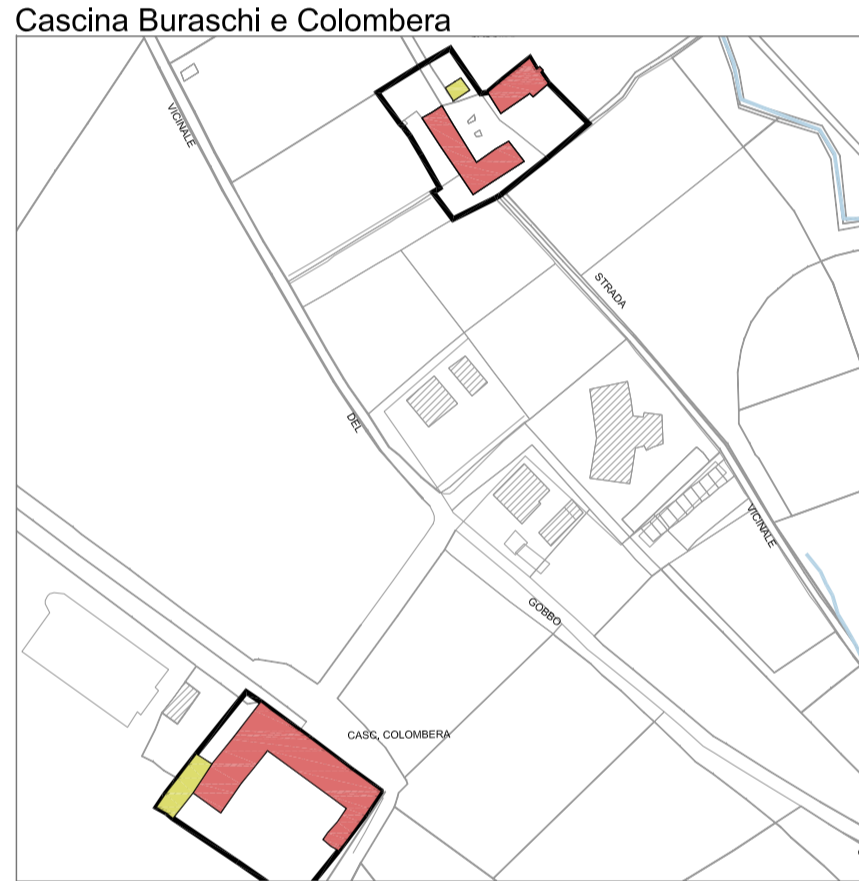 Cascina Buraschi e Colombera
VICINALE
STRADA
DEL
VICINALE
GOBBO
CASC, COLOMBERA